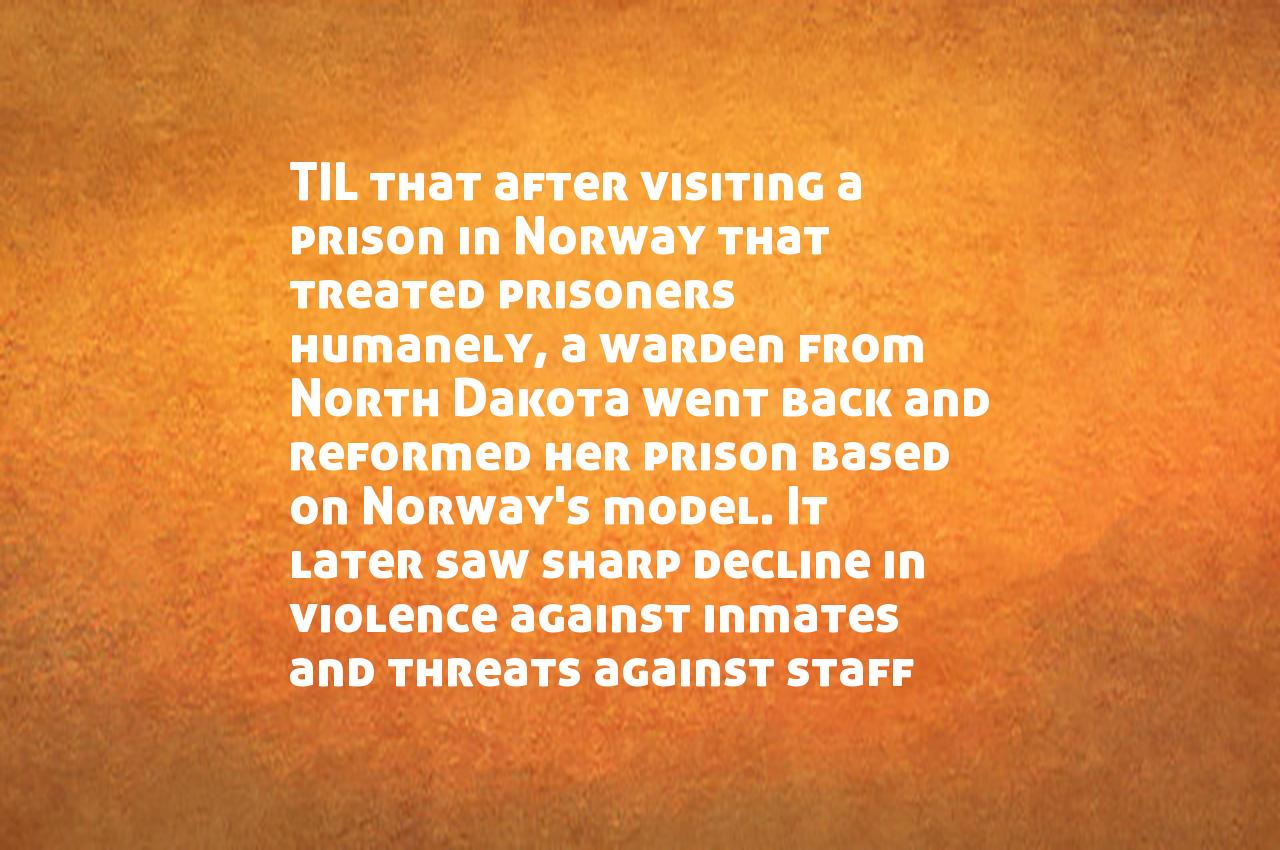 TIL that after visiting a
prison in Norway that
treated prisoners
humanely, a warden from
North Dakota went back and
reformed her prison based
on Norway's model. It
later saw sharp decline in
violence against inmates
and threats against staff